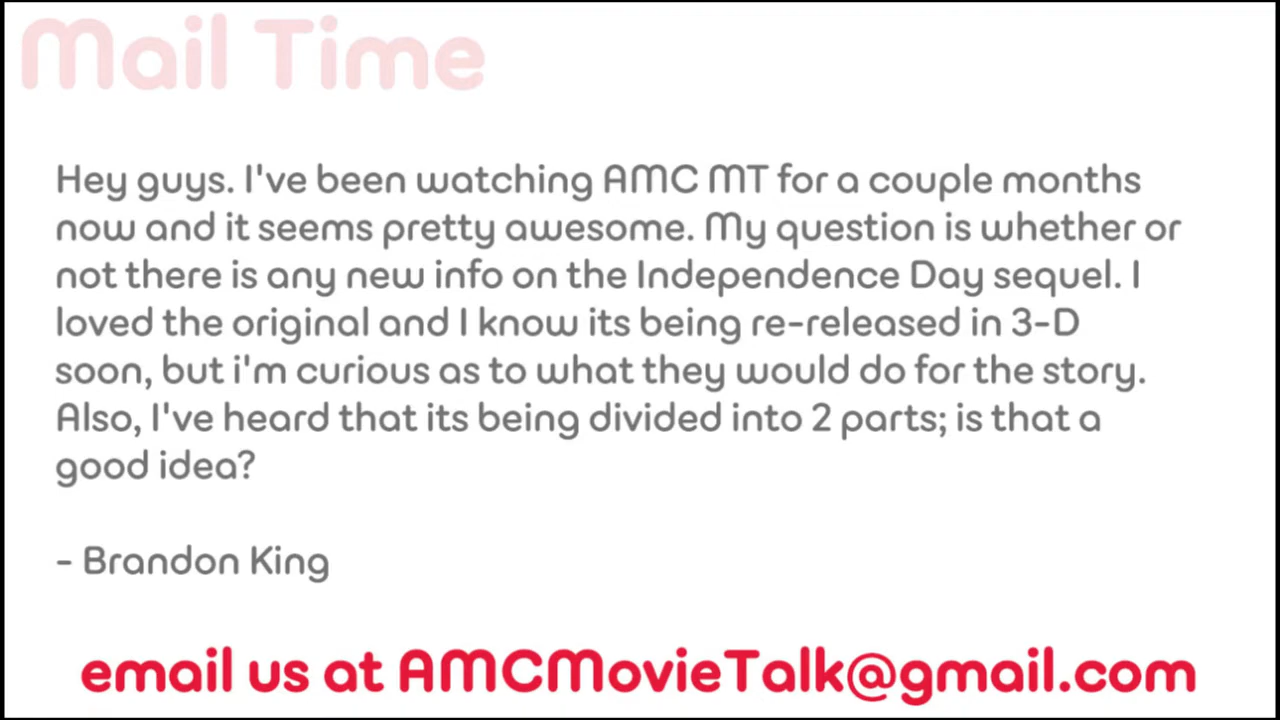 Mail Time
Hey guys. I've been watching AMC MT for a couple months
now and it seems pretty awesome. My question is whether or
not there is any new info on the Independence Day sequel. I
loved the original and I know its being re-released in 3-D
soon, but i'm curious as to what they would do for the story.
Also, I've heard that its being divided into 2 parts; is that a
good idea?
- Brandon King
email us at AMCMovieTalk@gmail.com